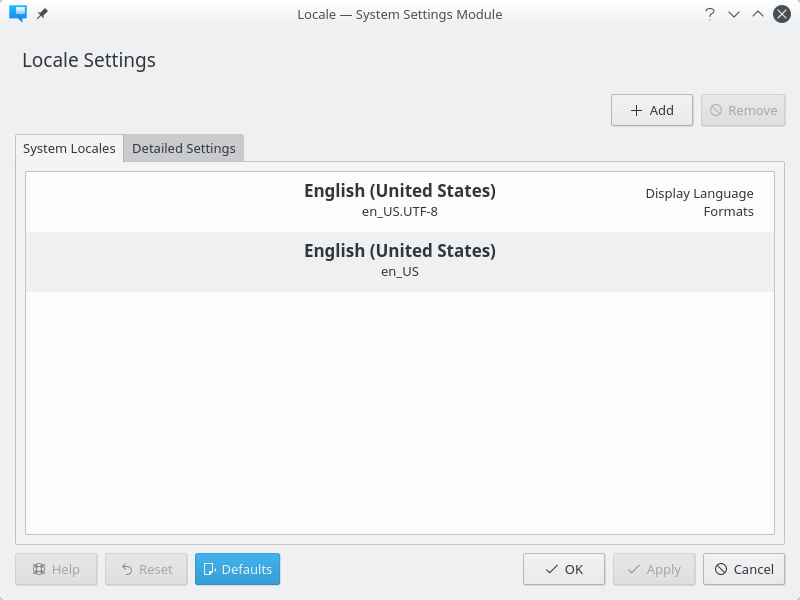 Locale — System Settings Module
Locale Settings
Add
Remove
System Locales
Detailed Settings
English (United States)
en_US.UTF-8
Display Language
Formats
English (United States)
en_US
Help
Reset
Defaults
OK
Apply
Cancel